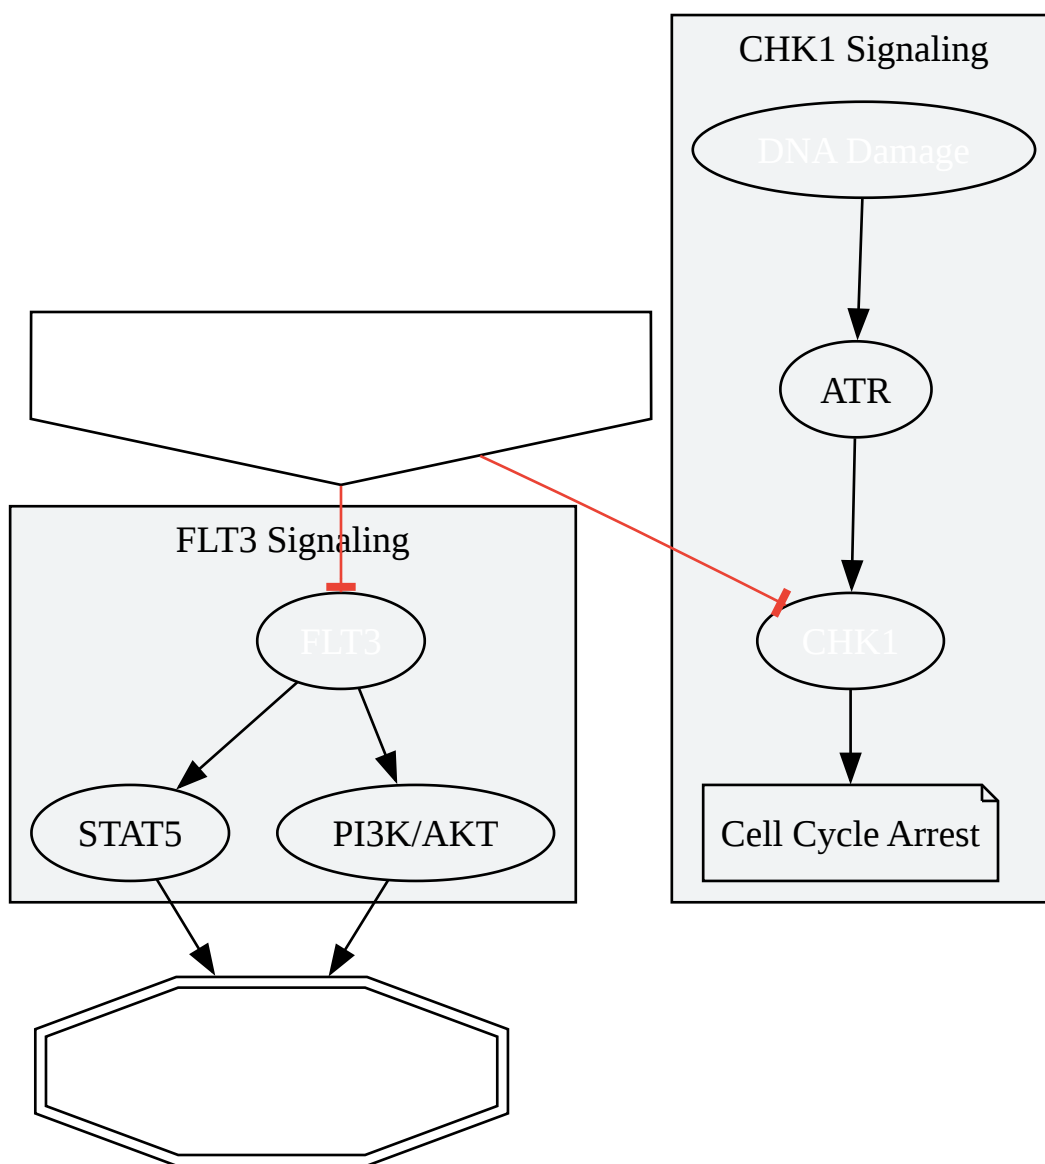 CHK1 Signaling
DNA Damage
ATR
FLT3 Signaling
FLT3
CHK1
STAT5
PI3K/AKT
Cell Cycle Arrest